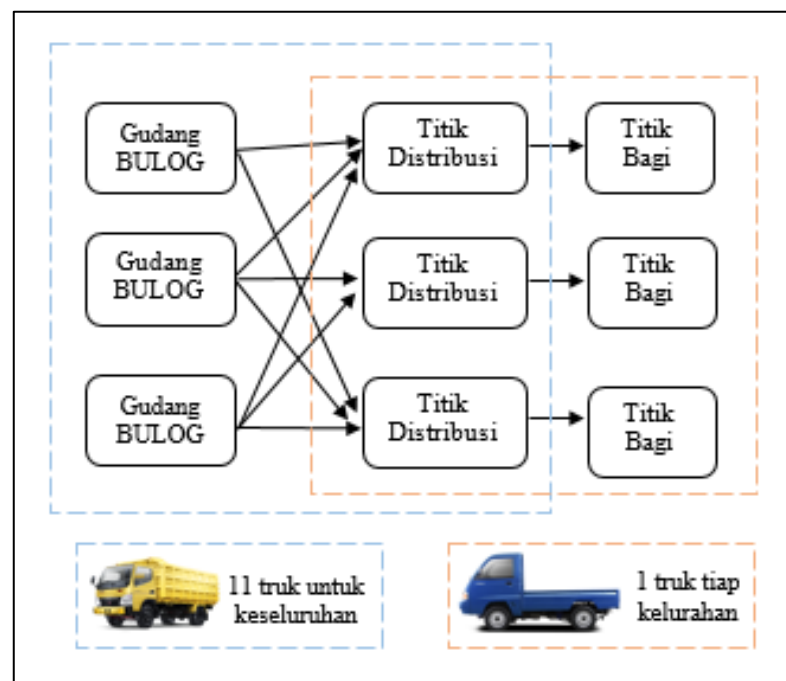 Gudang
BULOG
Titik
Distribusi
Titik
Bagi
Gudang
BULOG
Titik
Distribusi
Titik
Bagi
Gudang
BULOG
Titik
Distribusi
Titik
Bagi
11 truk untuk
keseluruhan
1 truk tiap
kelurahan